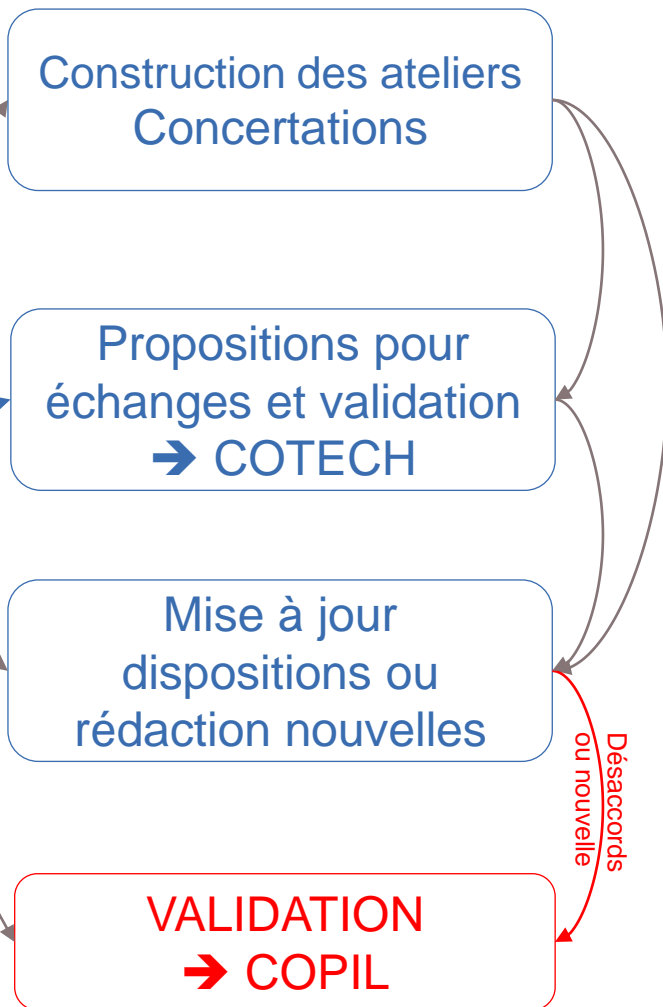 Construction des ateliers
Concertations
Propositions pour
échanges et validation
➔ COTECH
Mise à jour
dispositions ou
rédaction nouvelles
Désaccords
ou nouvelle
VALIDATION
➔ COPIL